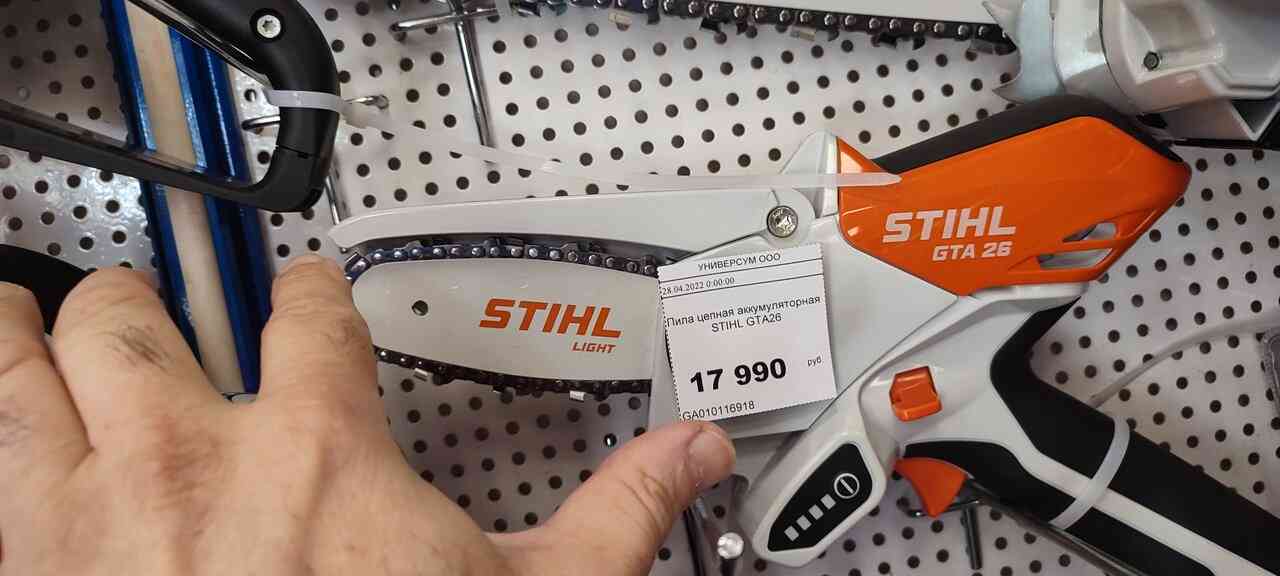 STIHL
GTA 26
STIHL
LIGHT
УНИВЕРСУМ ООО
28.04.2022 0:00:00
Пила цепная аккумуляторная
STIHL GTA26
17 990 руб
GA010116918